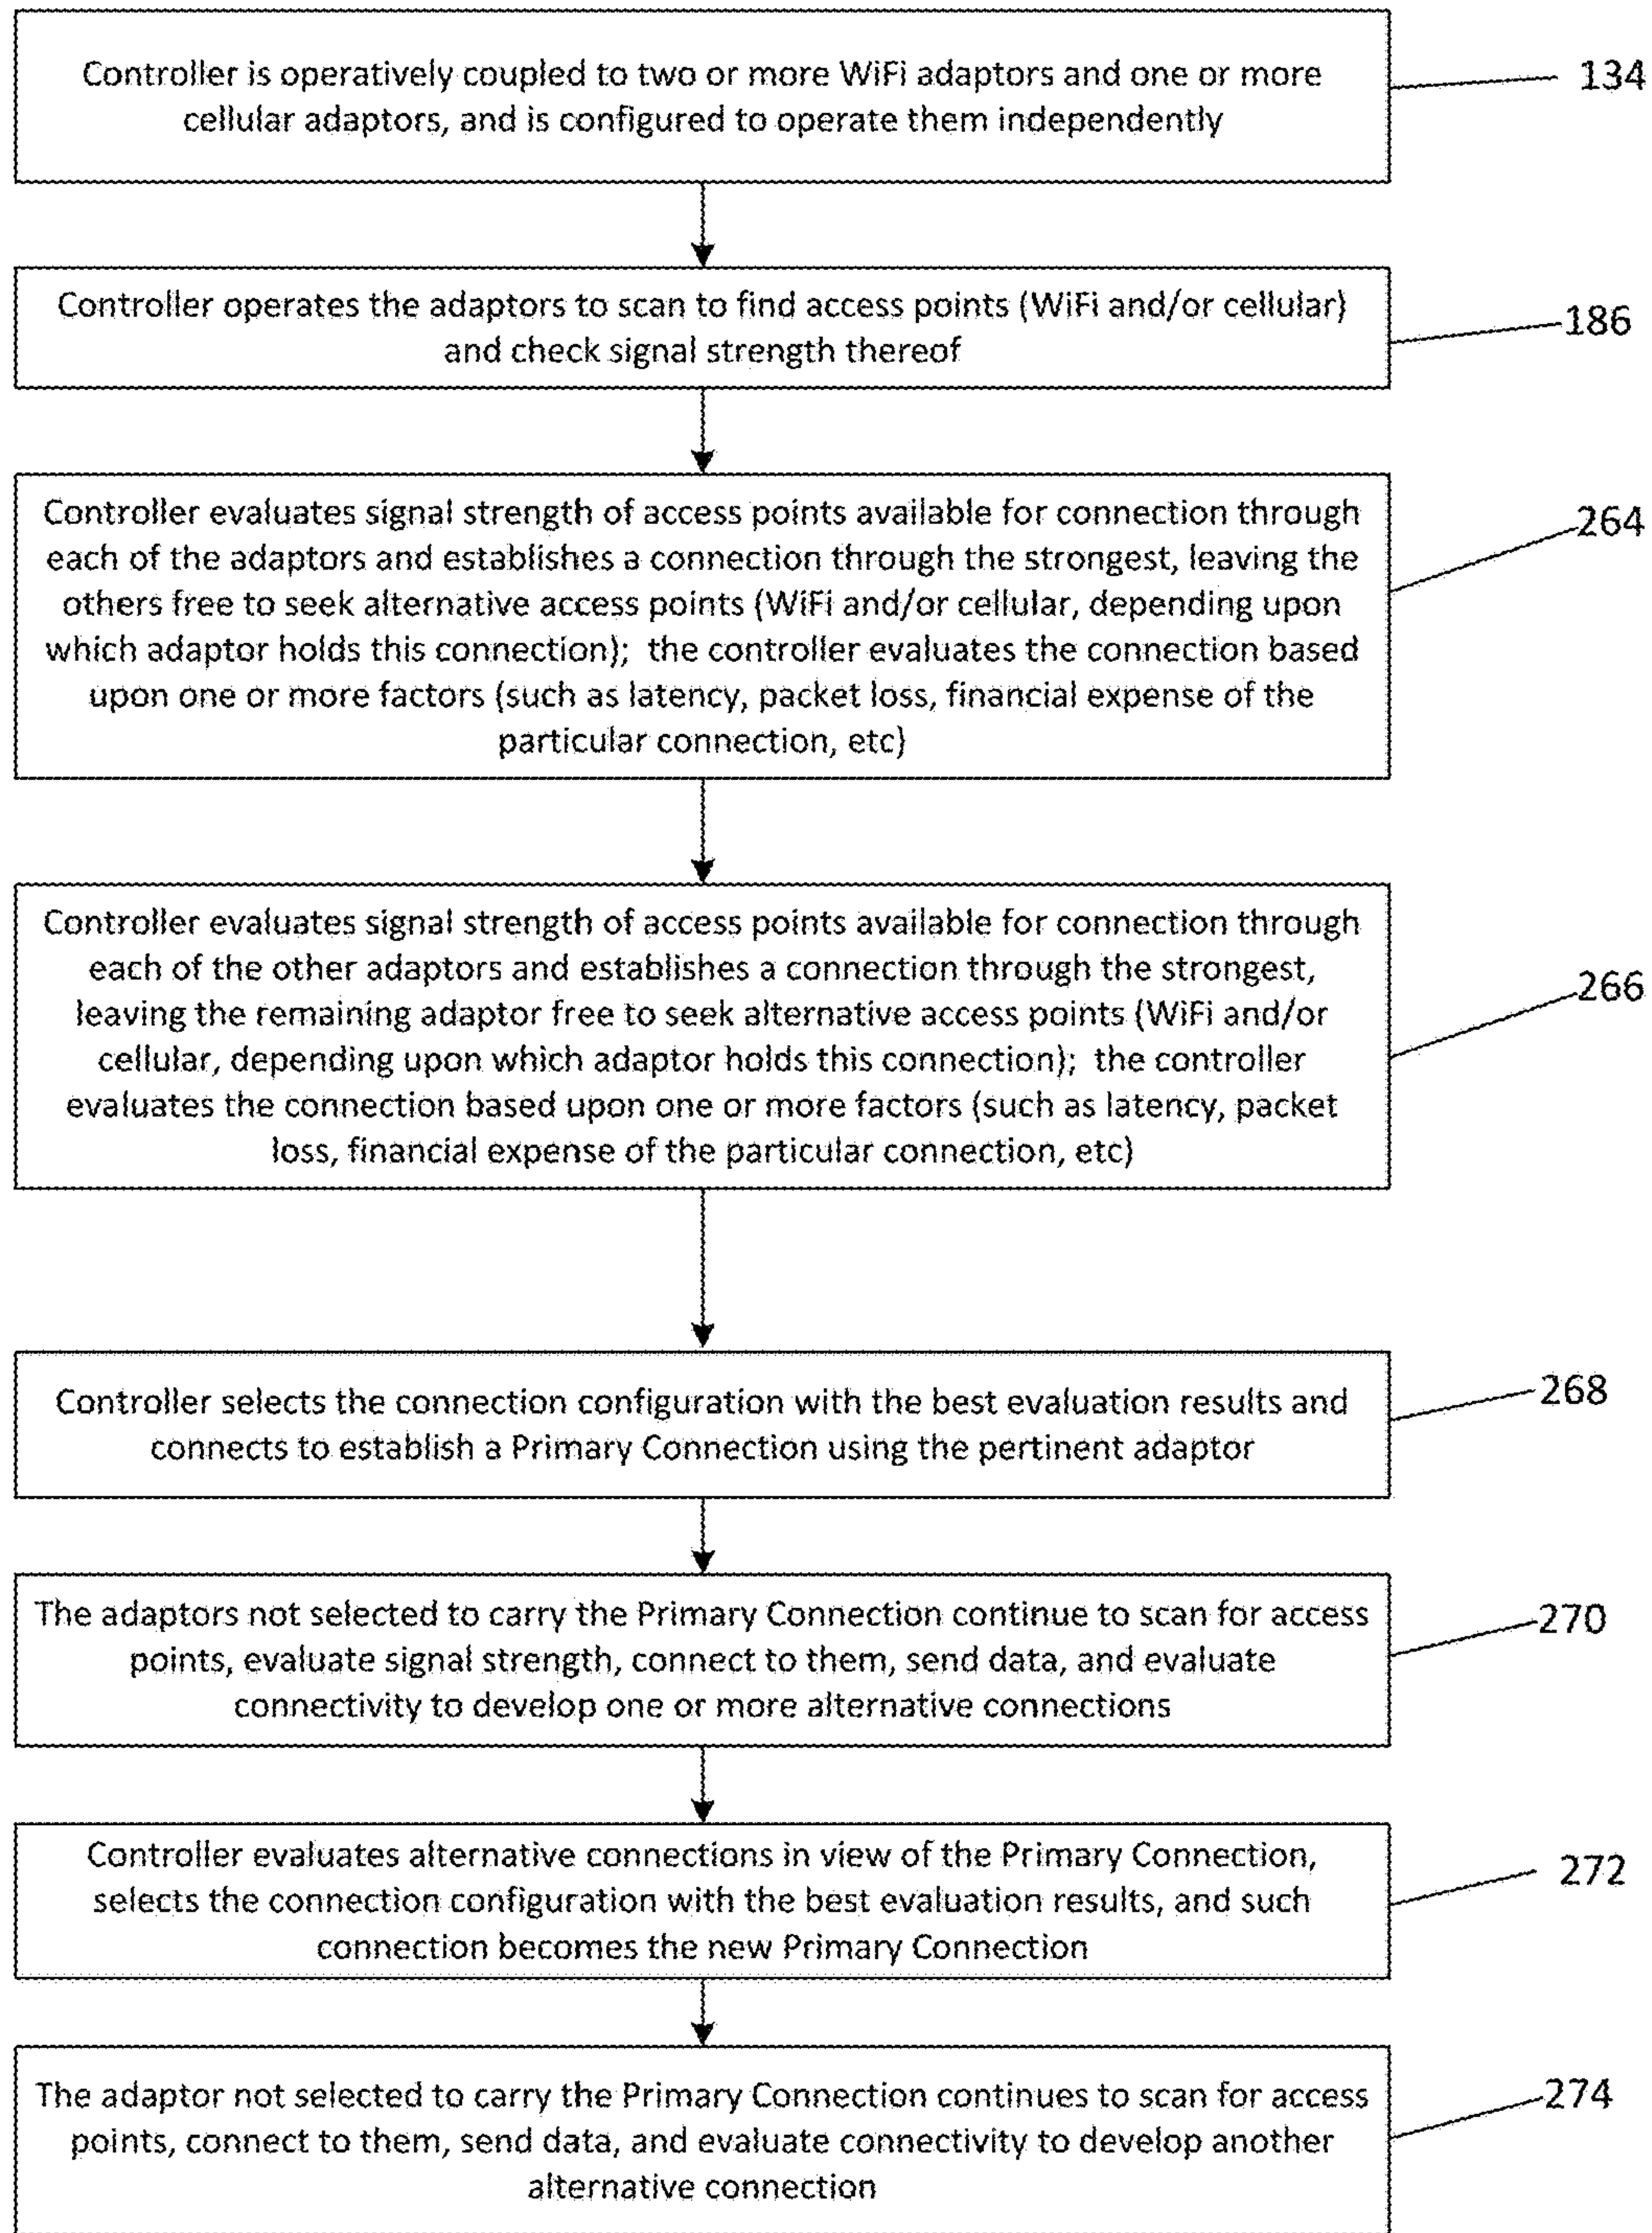 Controller is operatively coupled to two or more WiFi adaptors and one or more
cellular adaptors, and is configured to operate them independently
134
Controller operates the adaptors to scan to find access points (WiFi and/or cellular)
and check signal strength thereof
186
Controller evaluates signal strength of access points available for connection through
each of the adaptors and establishes a connection through the strongest, leaving the
others free to seek alternative access points (WiFi and/or cellular, depending upon
which adaptor holds this connection); the controller evaluates the connection based
upon one or more factors (such as latency, packet loss, financial expense of the
particular connection, etc)
264
Controller evaluates signal strength of access points available for connection through
each of the other adaptors and establishes a connection through the strongest,
leaving the remaining adaptor free to seek alternative access points (WiFi and/or
cellular, depending upon which adaptor holds this connection); the controller
evaluates the connection based upon one or more factors (such as latency, packet
loss, financial expense of the particular connection, etc)
266
Controller selects the connection configuration with the best evaluation results and
connects to establish a Primary Connection using the pertinent adaptor
268
The adaptors not selected to carry the Primary Connection continue to scan for access
points, evaluate signal strength, connect to them, send data, and evaluate
connectivity to develop one or more alternative connections
270
Controller evaluates alternative connections in view of the Primary Connection,
selects the connection configuration with the best evaluation results, and such
connection becomes the new Primary Connection
272
The adaptor not selected to carry the Primary Connection continues to scan for access
points, connect to them, send data, and evaluate connectivity to develop another
alternative connection
274